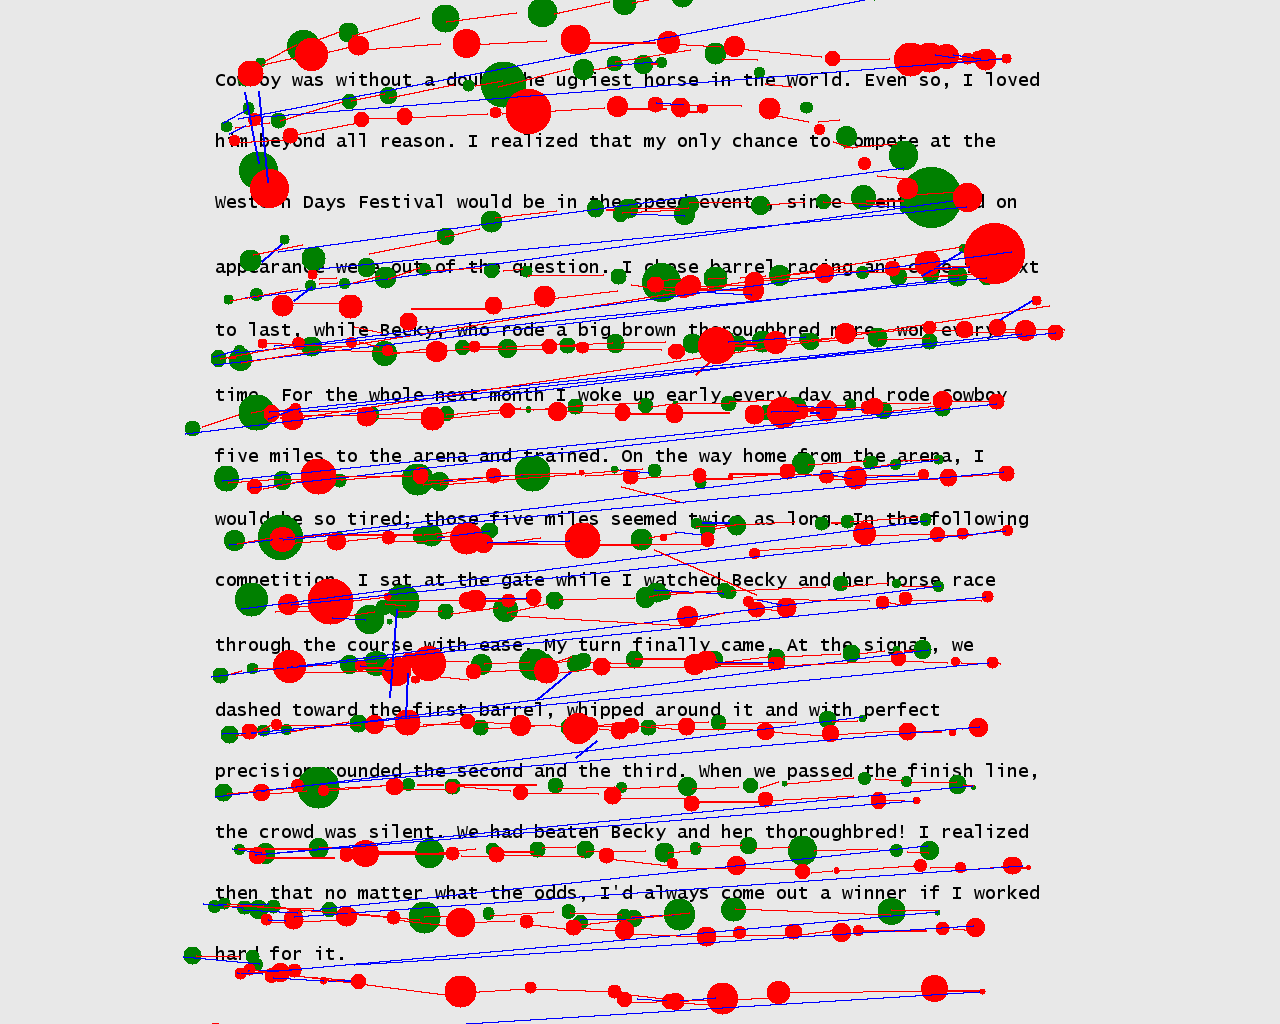 Cowboy was without a doubt the ugliest horse in the world. Even so, I loved
him beyond all reason. I realized that my only chance to compete at the
Western Days Festival would be in the speed events, since on
appearance were out of the question. I chose barrel racing and
to last, while Becky, who rode a big brown thoroughbred mare, won every
time. For the whole next month I woke up early every day and rode Cowboy
five miles to the arena and trained. On the way home from the arena, I
would be so tired; those five miles seemed twice as long. In the following
competition, I sat at the gate while I watched Becky and her horse race
through the course with ease. My turn finally came. At the signal, we
dashed toward the first barrel, whipped around it and with perfect
precision rounded the second and the third. When we passed the finish line,
the crowd was silent. We had beaten Becky and her thoroughbred! I realized
then that no matter what the odds, I'd always come out a winner if I worked
hard for it.